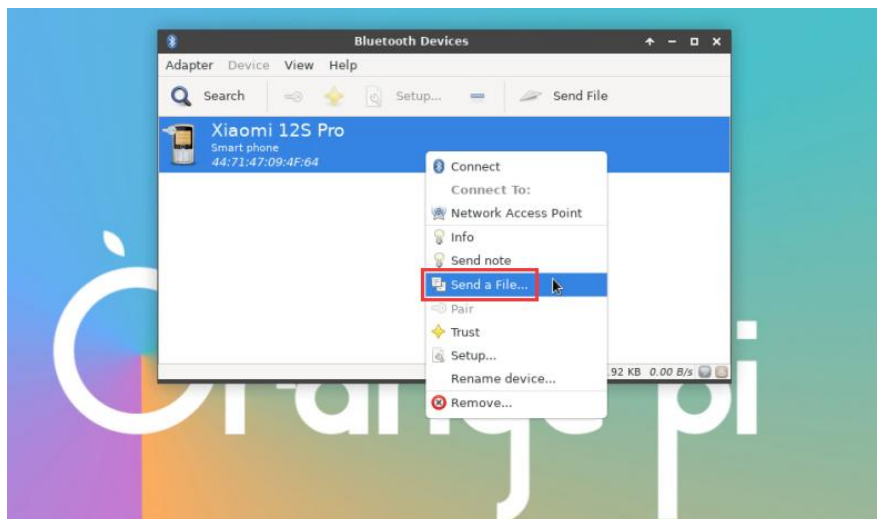 Bluetooth Devices
Adapter Device View Help
Search Setup... Send File
Xiaomi 12S Pro
Smart phone
44:71:47:09:4F:64
Connect
Connect To:
Network Access Point
Info
Send note
Send a File...
Pair
Trust
Setup...
Rename device...
.92 KB 0.00 B/s
Remove...
Orange pi